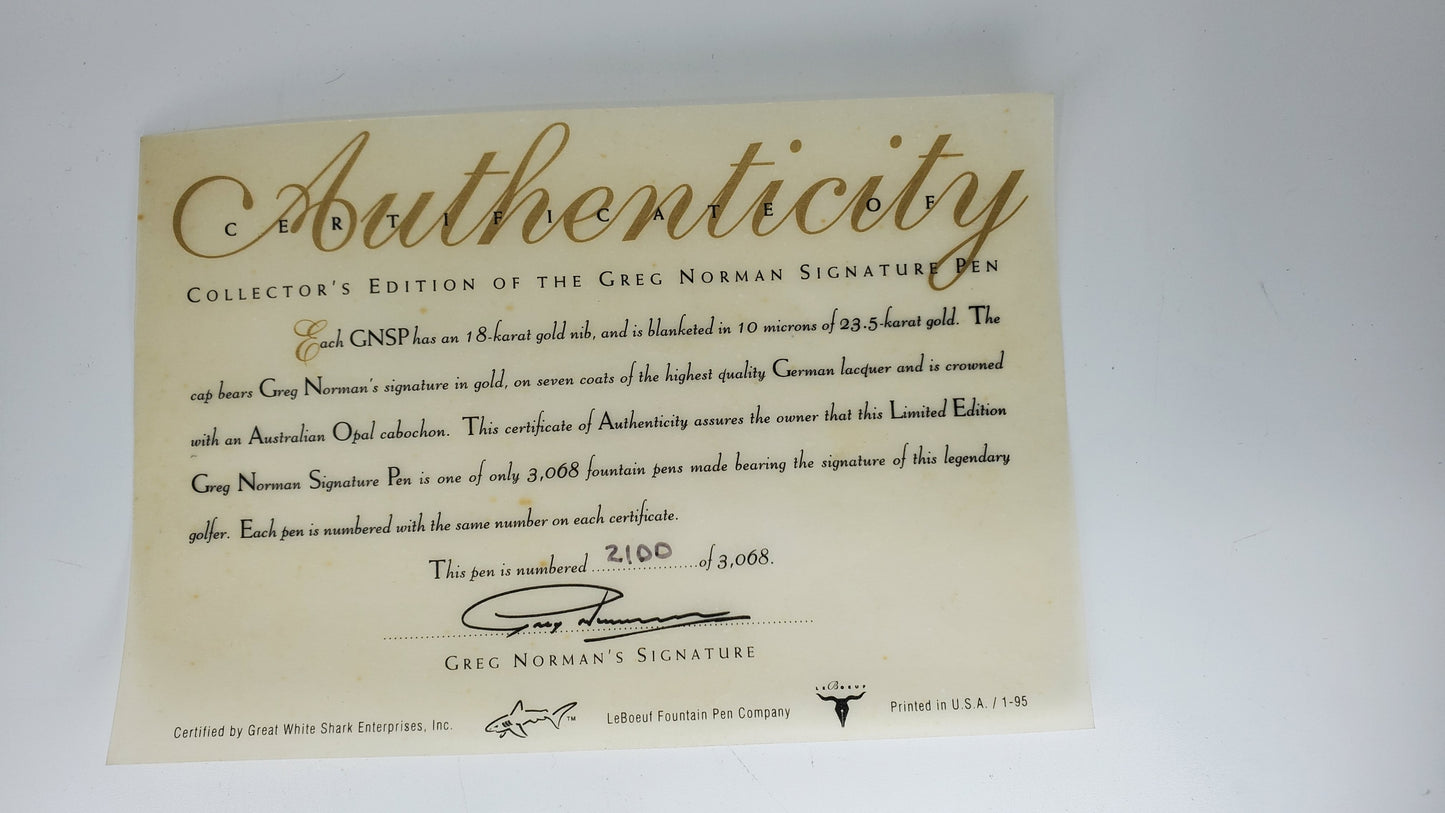 Authenticity
CERTIFICATE OF
COLLECTOR'S EDITION OF THE GREG NORMAN SIGNATURE PEN
Each GNSP has an 18-karat gold nib, and is blanketed in 10 microns of 23.5-karat gold. The
cap bears Greg Norman's signature in gold, on seven coats of the highest quality German lacquer and is crowned
with an Australian Opal cabochon. This certificate of Authenticity assures the owner that this Limited Edition
Greg Norman Signature Pen is one of only 3,068 fountain pens made bearing the signature of this legendary
golfer. Each pen is numbered with the same number on each certificate.
This pen is numbered 2100 of 3,068.
Greg Norman
GREG NORMAN'S SIGNATURE
Certified by Great White Shark Enterprises, Inc. ™ LeBoeuf Fountain Pen Company LEBOEUF Printed in U.S.A. / 1-95